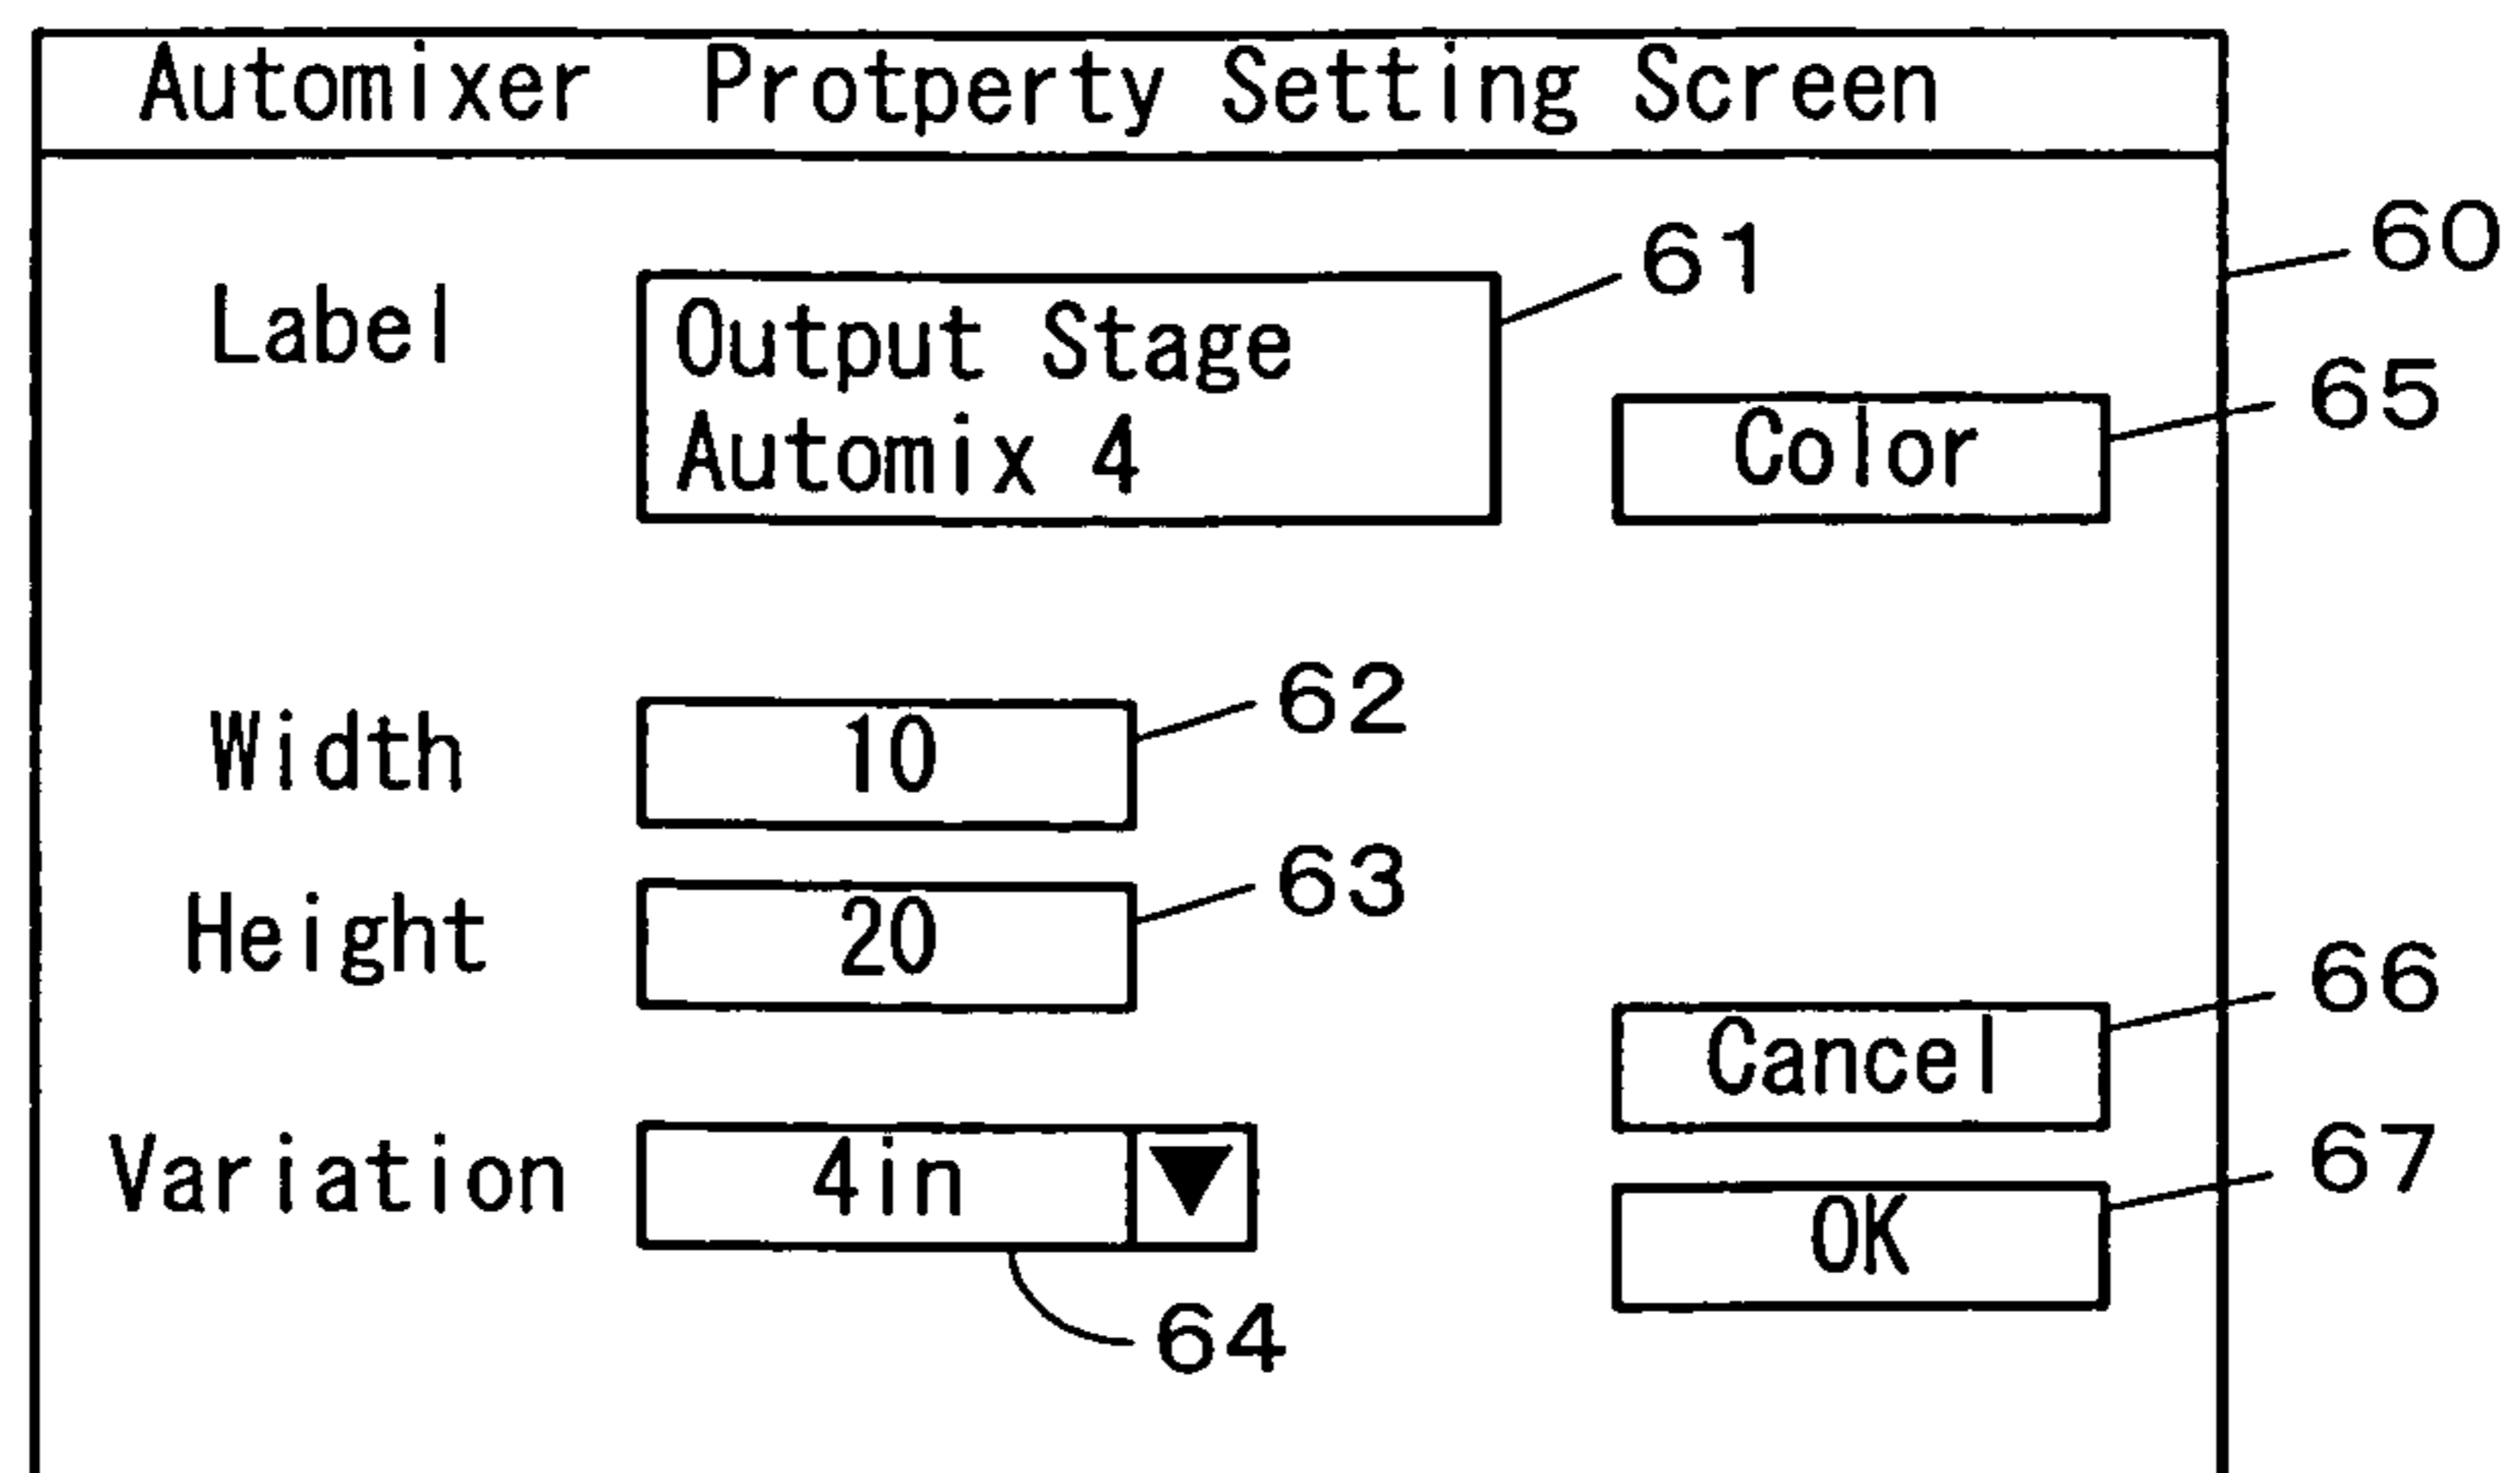 Automixer Protperty Setting Screen
60
61
Label
Output Stage
Automix 4
65
Color
62
Width
10
63
Height
20
66
Cancel
Variation
4in
67
OK
64